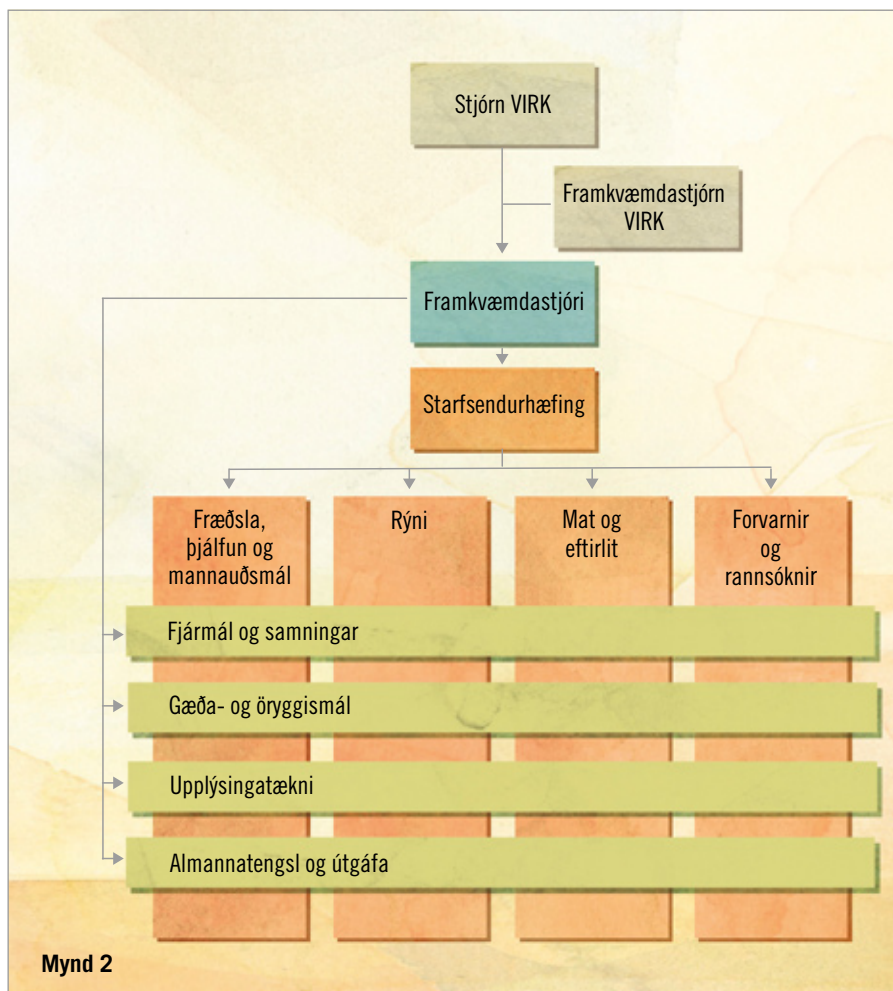 Stjórn VIRK
Framkvæmdastjórn
VIRK
Framkvæmdastjóri
Starfsendurhæfing
Fræðsla,
þjálfun og
mannauðsmál
Rýni
Mat og
eftirlit
Forvarnir
og
rannsóknir
Fjármál og samningar
Gæða- og öryggismál
Upplýsingatækni
Almannatengsl og útgáfa
Mynd 2